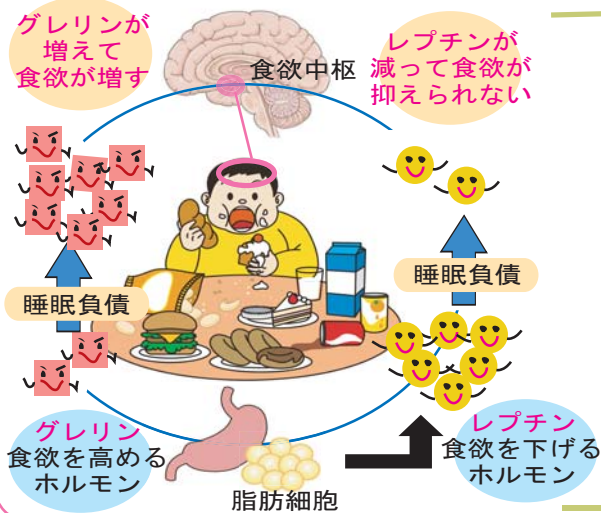 グレリンが
増えて
食欲が増す
食欲中枢
レプチンが
減って食欲が
抑えられない
睡眠負債
睡眠負債
グレリン
食欲を高める
ホルモン
脂肪細胞
レプチン
食欲を下げる
ホルモン